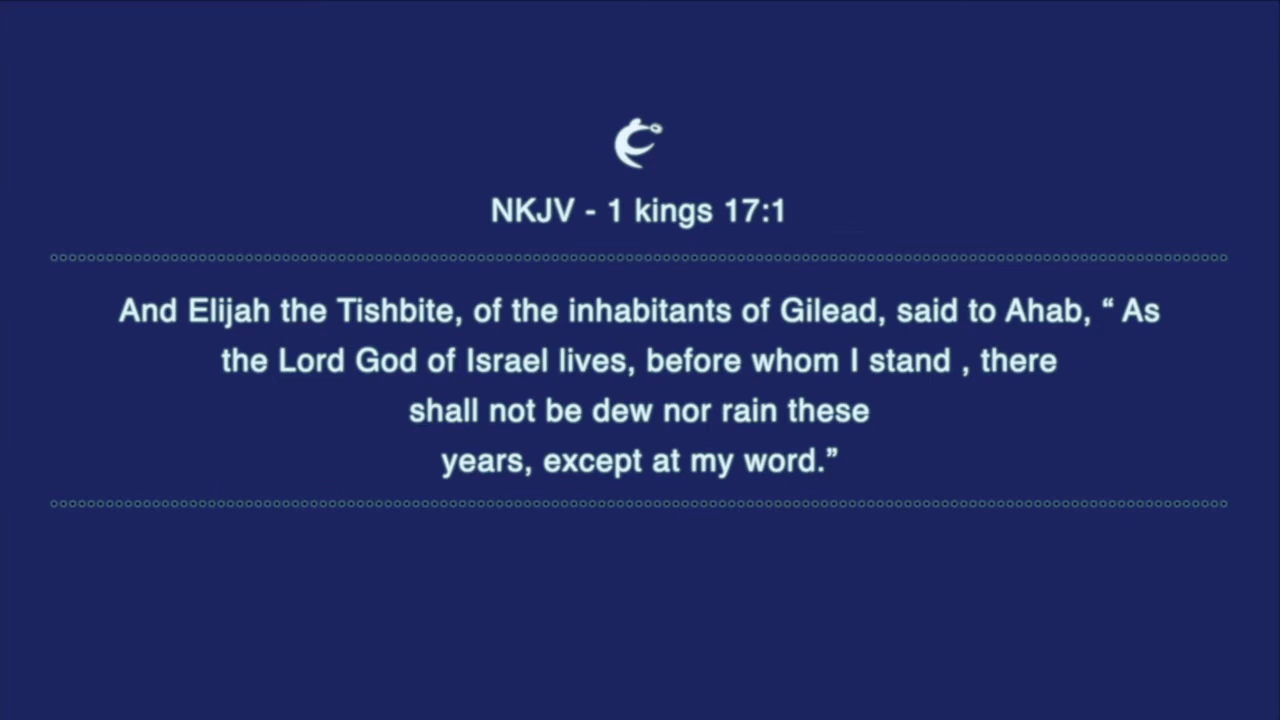 NKJV - 1 kings 17:1
And Elijah the Tishbite, of the inhabitants of Gilead, said to Ahab, “ As
the Lord God of Israel lives, before whom I stand , there
shall not be dew nor rain these
years, except at my word.”